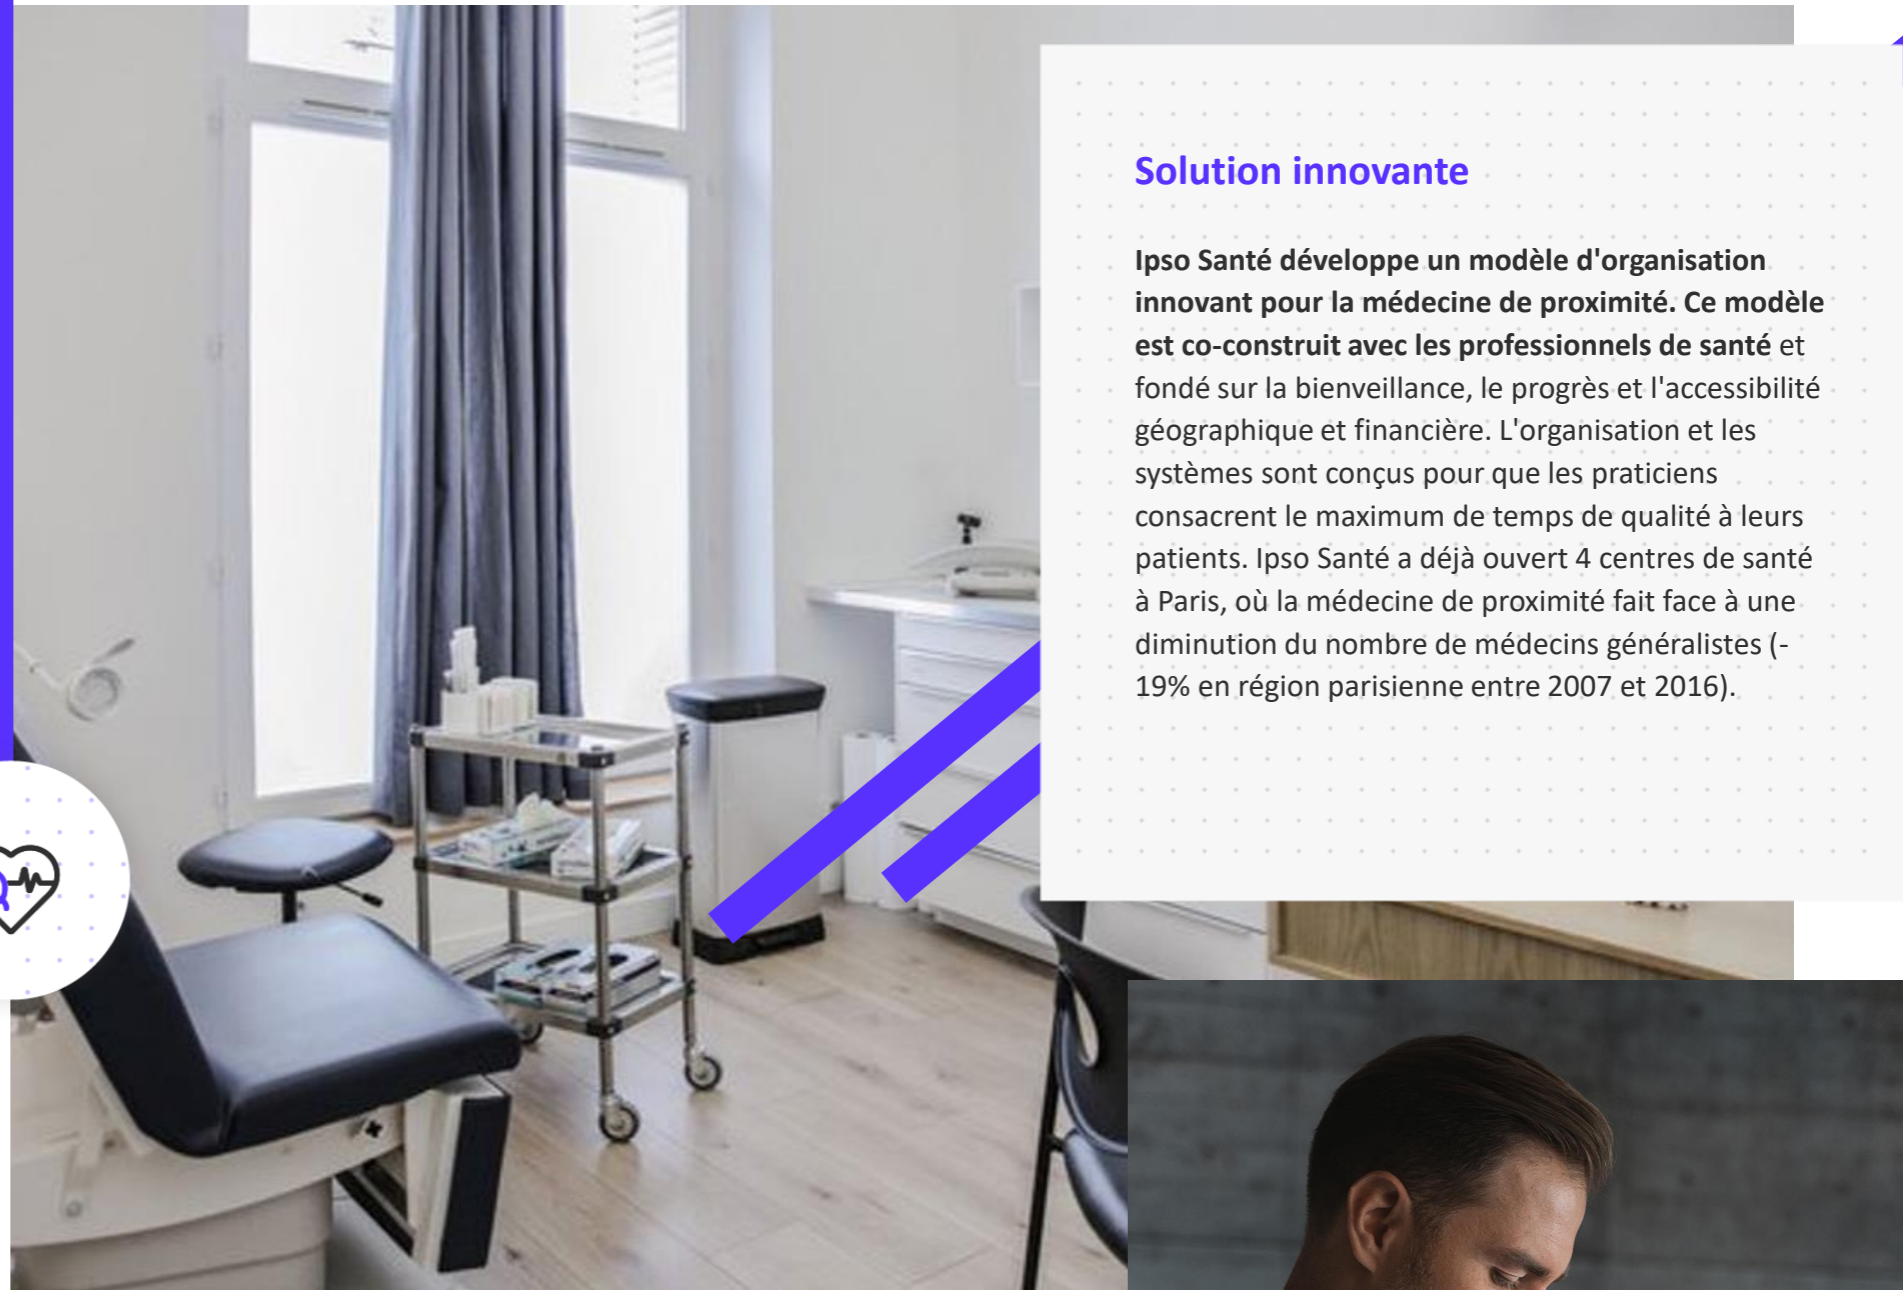 Solution innovante
Ipso Santé développe un modèle d'organisation
innovant pour la médecine de proximité. Ce modèle
est co-construit avec les professionnels de santé et
fondé sur la bienveillance, le progrès et l'accessibilité
géographique et financière. L'organisation et les
systèmes sont conçus pour que les praticiens
consacrent le maximum de temps de qualité à leurs
patients. Ipso Santé a déjà ouvert 4 centres de santé
à Paris, où la médecine de proximité fait face à une
diminution du nombre de médecins généralistes (-
19% en région parisienne entre 2007 et 2016).